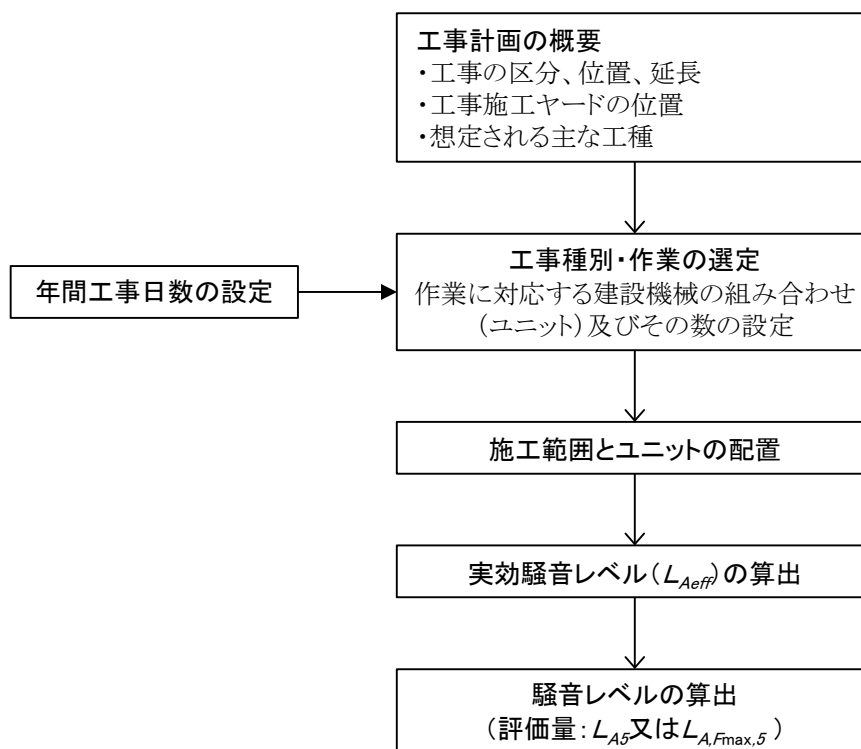 工事計画の概要
・工事の区分、位置、延長
・工事施工ヤードの位置
・想定される主な工種
年間工事日数の設定
工事種別・作業の選定
作業に対応する建設機械の組み合わせ
(ユニット)及びその数の設定
施工範囲とユニットの配置
実効騒音レベル(LAeff)の算出
騒音レベルの算出
(評価量:LA5又はLA,Fmax,5)